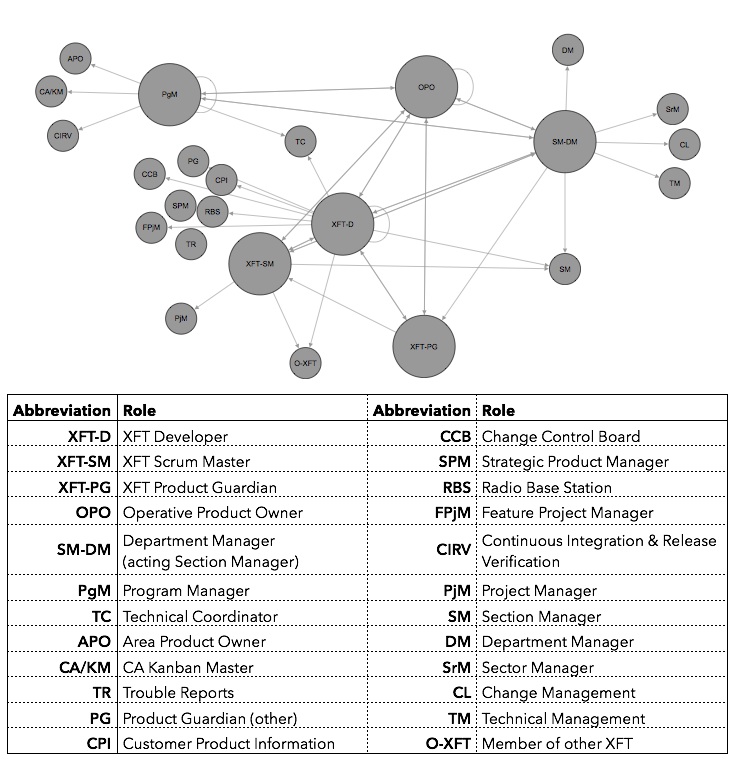 DM
APO
PgM
OPO
CA/KM
SrM
CIRV
TC
SM-DM
CL
PG
CCB
CPI
TM
SPM
RBS
FPjM
XFT-D
TR
XFT-SM
SM
PjM
XFT-PG
O-XFT
Abbreviation Role Abbreviation Role
XFT-D XFT Developer CCB Change Control Board
XFT-SM XFT Scrum Master SPM Strategic Product Manager
XFT-PG XFT Product Guardian RBS Radio Base Station
OPO Operative Product Owner FPjM Feature Project Manager
SM-DM Department Manager CIRV Continuous Integration & Release
(acting Section Manager) Verification
PgM Program Manager PjM Project Manager
TC Technical Coordinator SM Section Manager
APO Area Product Owner DM Department Manager
CA/KM CA Kanban Master SrM Sector Manager
TR Trouble Reports CL Change Management
PG Product Guardian (other) TM Technical Management
CPI Customer Product Information O-XFT Member of other XFT